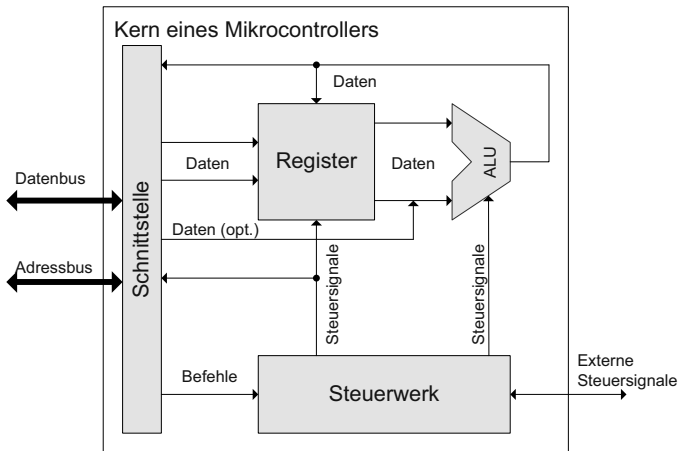 Kern eines Mikrocontrollers
Daten
Register
Daten
Daten
ALU
Datenbus
Schnittstelle
Daten (opt.)
Adressbus
Steuersignale
Steuersignale
Befehle
Steuerwerk
Externe
Steuersignale